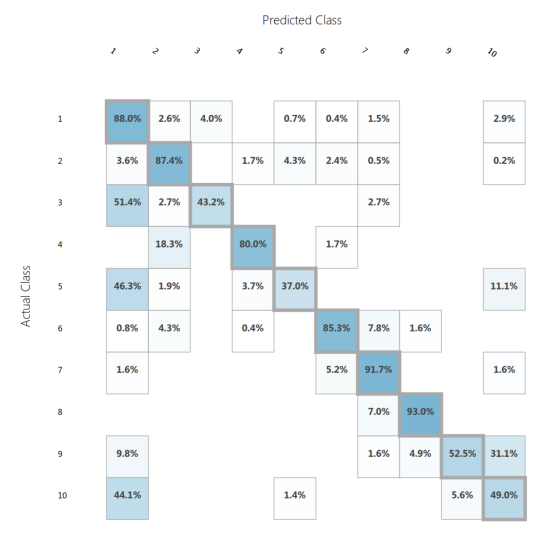 Predicted Class
1 2 3 4 5 6 7 8 9 10
1 88.0% 2.6% 4.0% 0.7% 0.4% 1.5% 2.9%
2 3.6% 87.4% 1.7% 4.3% 2.4% 0.5% 0.2%
3 51.4% 2.7% 43.2% 2.7%
4 18.3% 80.0% 1.7%
5 46.3% 1.9% 3.7% 37.0% 11.1%
6 0.8% 4.3% 0.4% 85.3% 7.8% 1.6%
7 1.6% 5.2% 91.7% 1.6%
8 7.0% 93.0%
9 9.8% 1.6% 4.9% 52.5% 31.1%
10 44.1% 1.4% 5.6% 49.0%
Actual Class